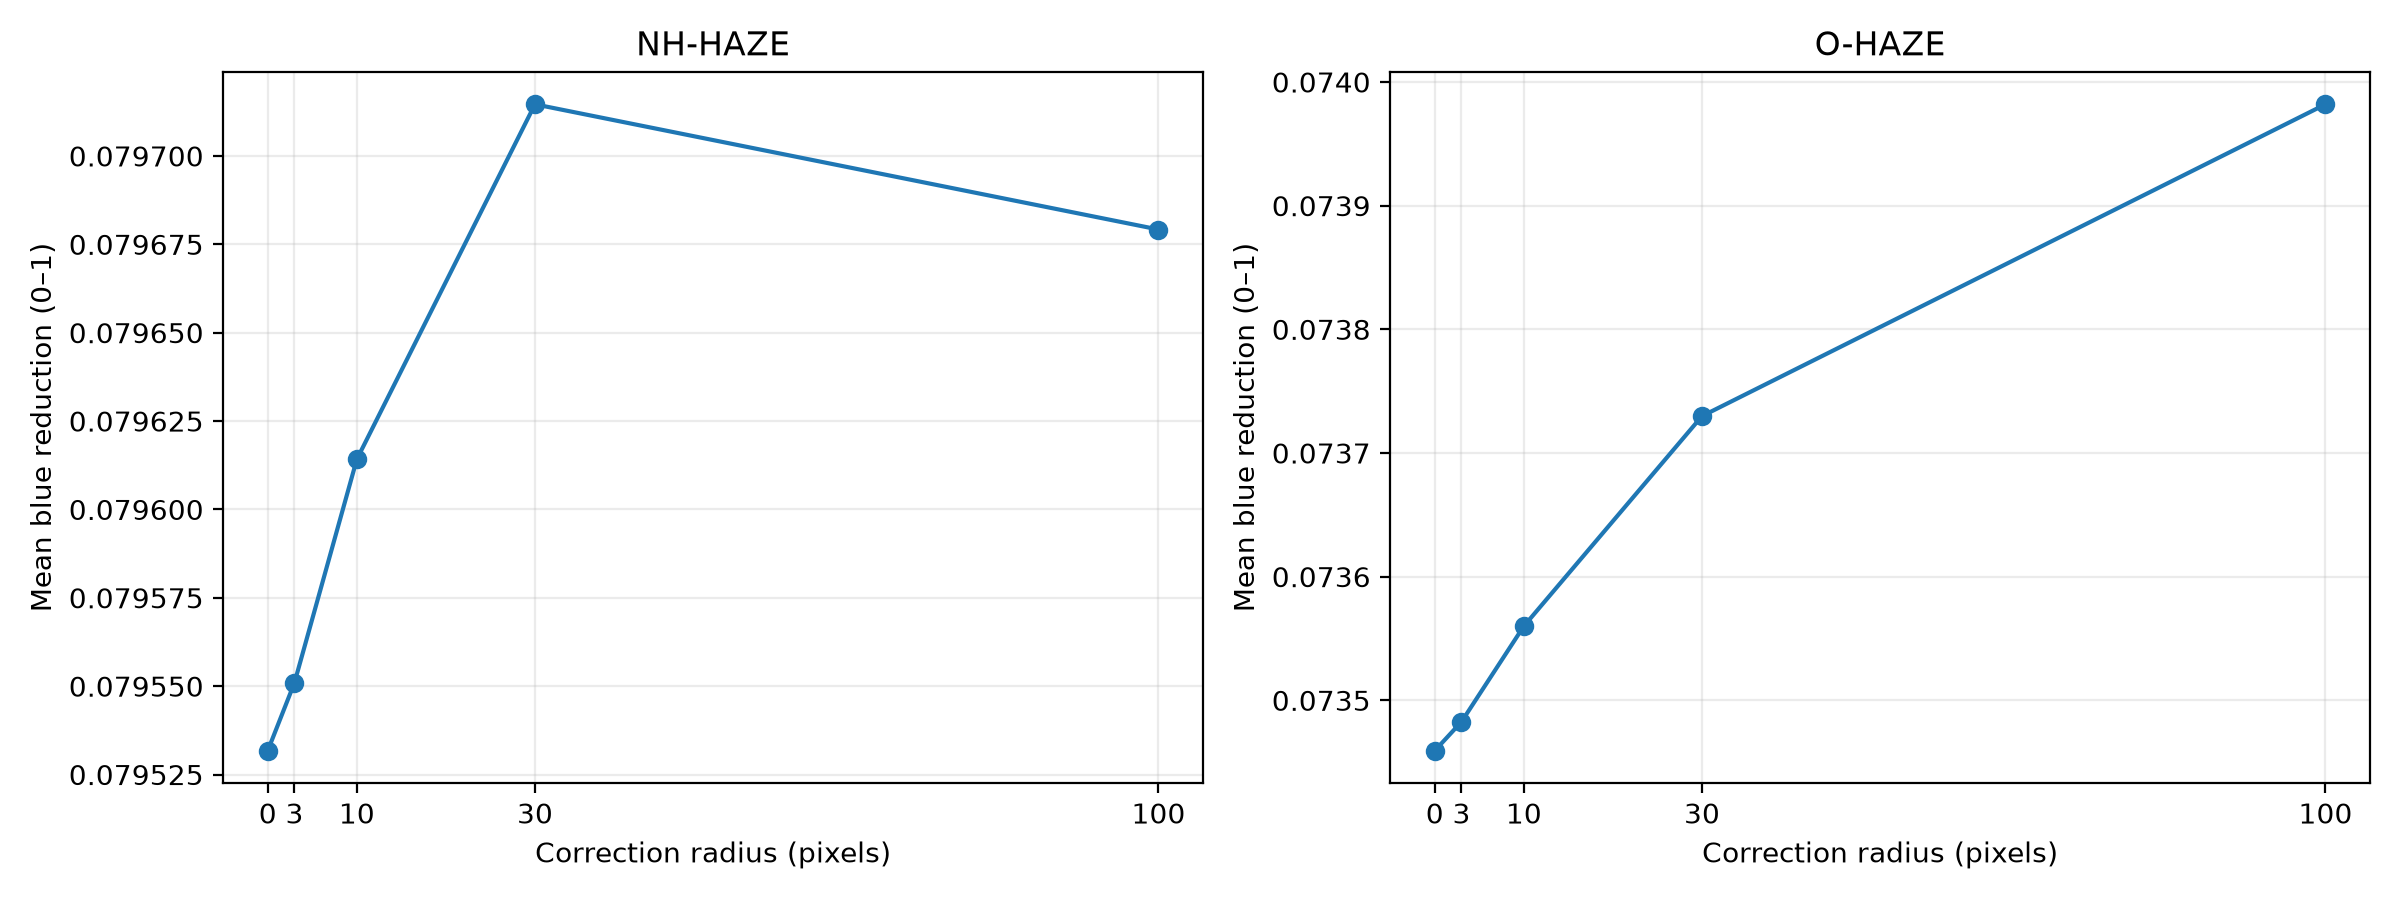 NH-HAZE
0.079700
0.079675
0.079650
0.079625
0.079600
0.079575
0.079550
0.079525
Mean blue reduction (0–1)
0 3 10 30 100
Correction radius (pixels)
O-HAZE
0.0740
0.0739
0.0738
0.0737
0.0736
0.0735
Mean blue reduction (0–1)
0 3 10 30 100
Correction radius (pixels)